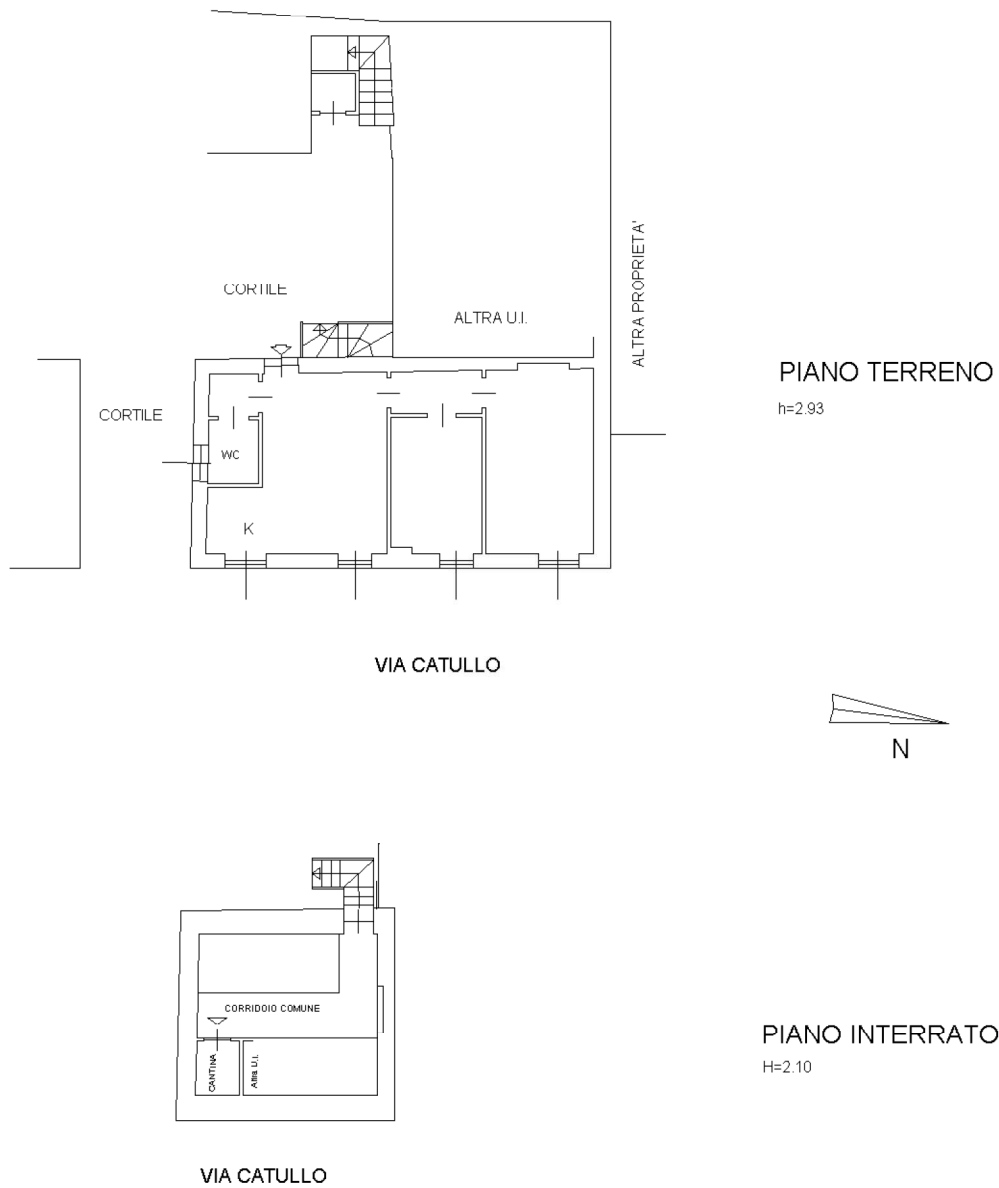 CORTILE
ALTRA U.I.
ALTRA PROPRIETA'
PIANO TERRENO
h=2.93
CORTILE
WC
K
VIA CATULLO
N
CORRIDOIO COMUNE
CANTINA
Altra U.I.
PIANO INTERRATO
H=2.10
VIA CATULLO